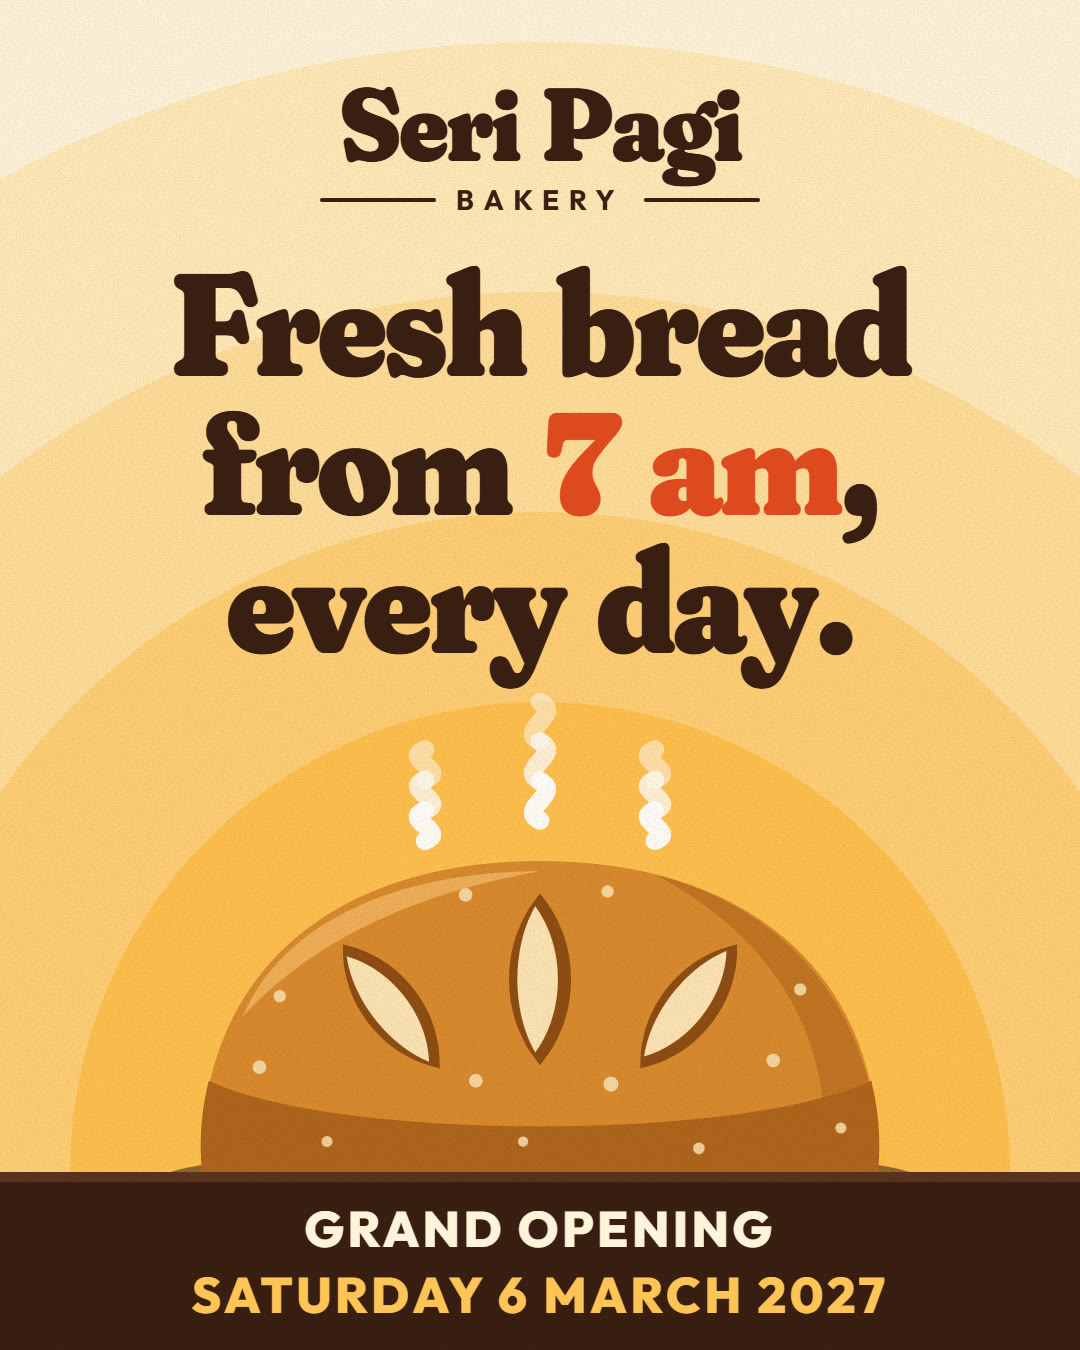 Seri Pagi
BAKERY
Fresh bread
from 7 am,
every day.
GRAND OPENING
SATURDAY 6 MARCH 2027